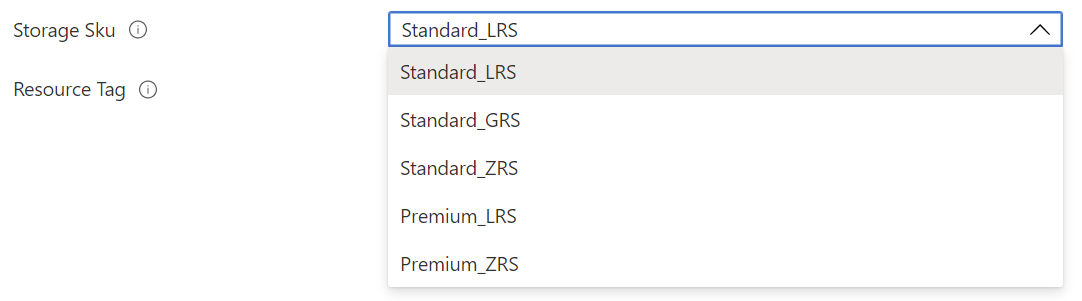 Storage Sku
Standard_LRS
Standard_LRS
Resource Tag
Standard_GRS
Standard_ZRS
Premium_LRS
Premium_ZRS